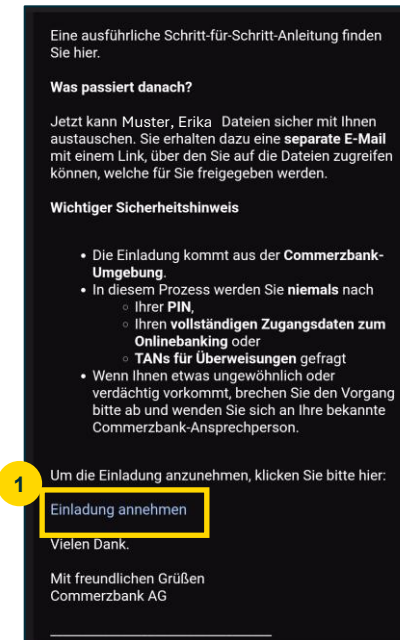 Eine ausführliche Schritt-für-Schritt-Anleitung finden
Sie hier.
Was passiert danach?
Jetzt kann Muster, Erika Dateien sicher mit Ihnen
austauschen. Sie erhalten dazu eine separate E-Mail
mit einem Link, über den Sie auf die Dateien zugreifen
können, welche für Sie freigegeben werden.
Wichtiger Sicherheitshinweis
• Die Einladung kommt aus der Commerzbank-
Umgebung.
• In diesem Prozess werden Sie niemals nach
◦ Ihrer PIN,
◦ Ihren vollständigen Zugangsdaten zum
Onlinebanking oder
◦ TANs für Überweisungen gefragt
• Wenn Ihnen etwas ungewöhnlich oder
verdächtig vorkommt, brechen Sie den Vorgang
bitte ab und wenden Sie sich an Ihre bekannte
Commerzbank-Ansprechperson.
Um die Einladung anzunehmen, klicken Sie bitte hier:
1
Einladung annehmen
Vielen Dank.
Mit freundlichen Grüßen
Commerzbank AG